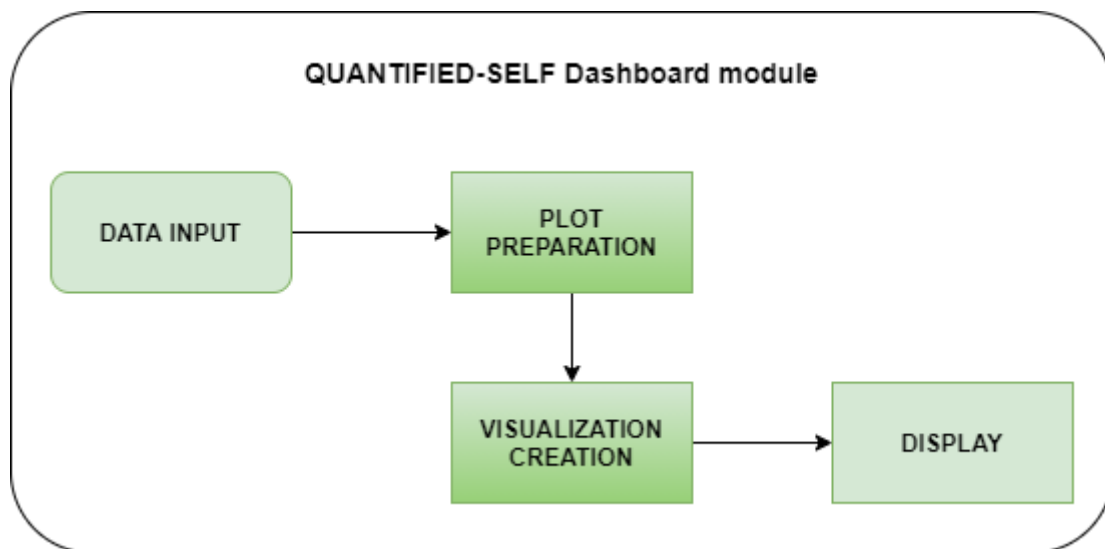 QUANTIFIED-SELF Dashboard module
DATA INPUT
PLOT
PREPARATION
VISUALIZATION
CREATION
DISPLAY